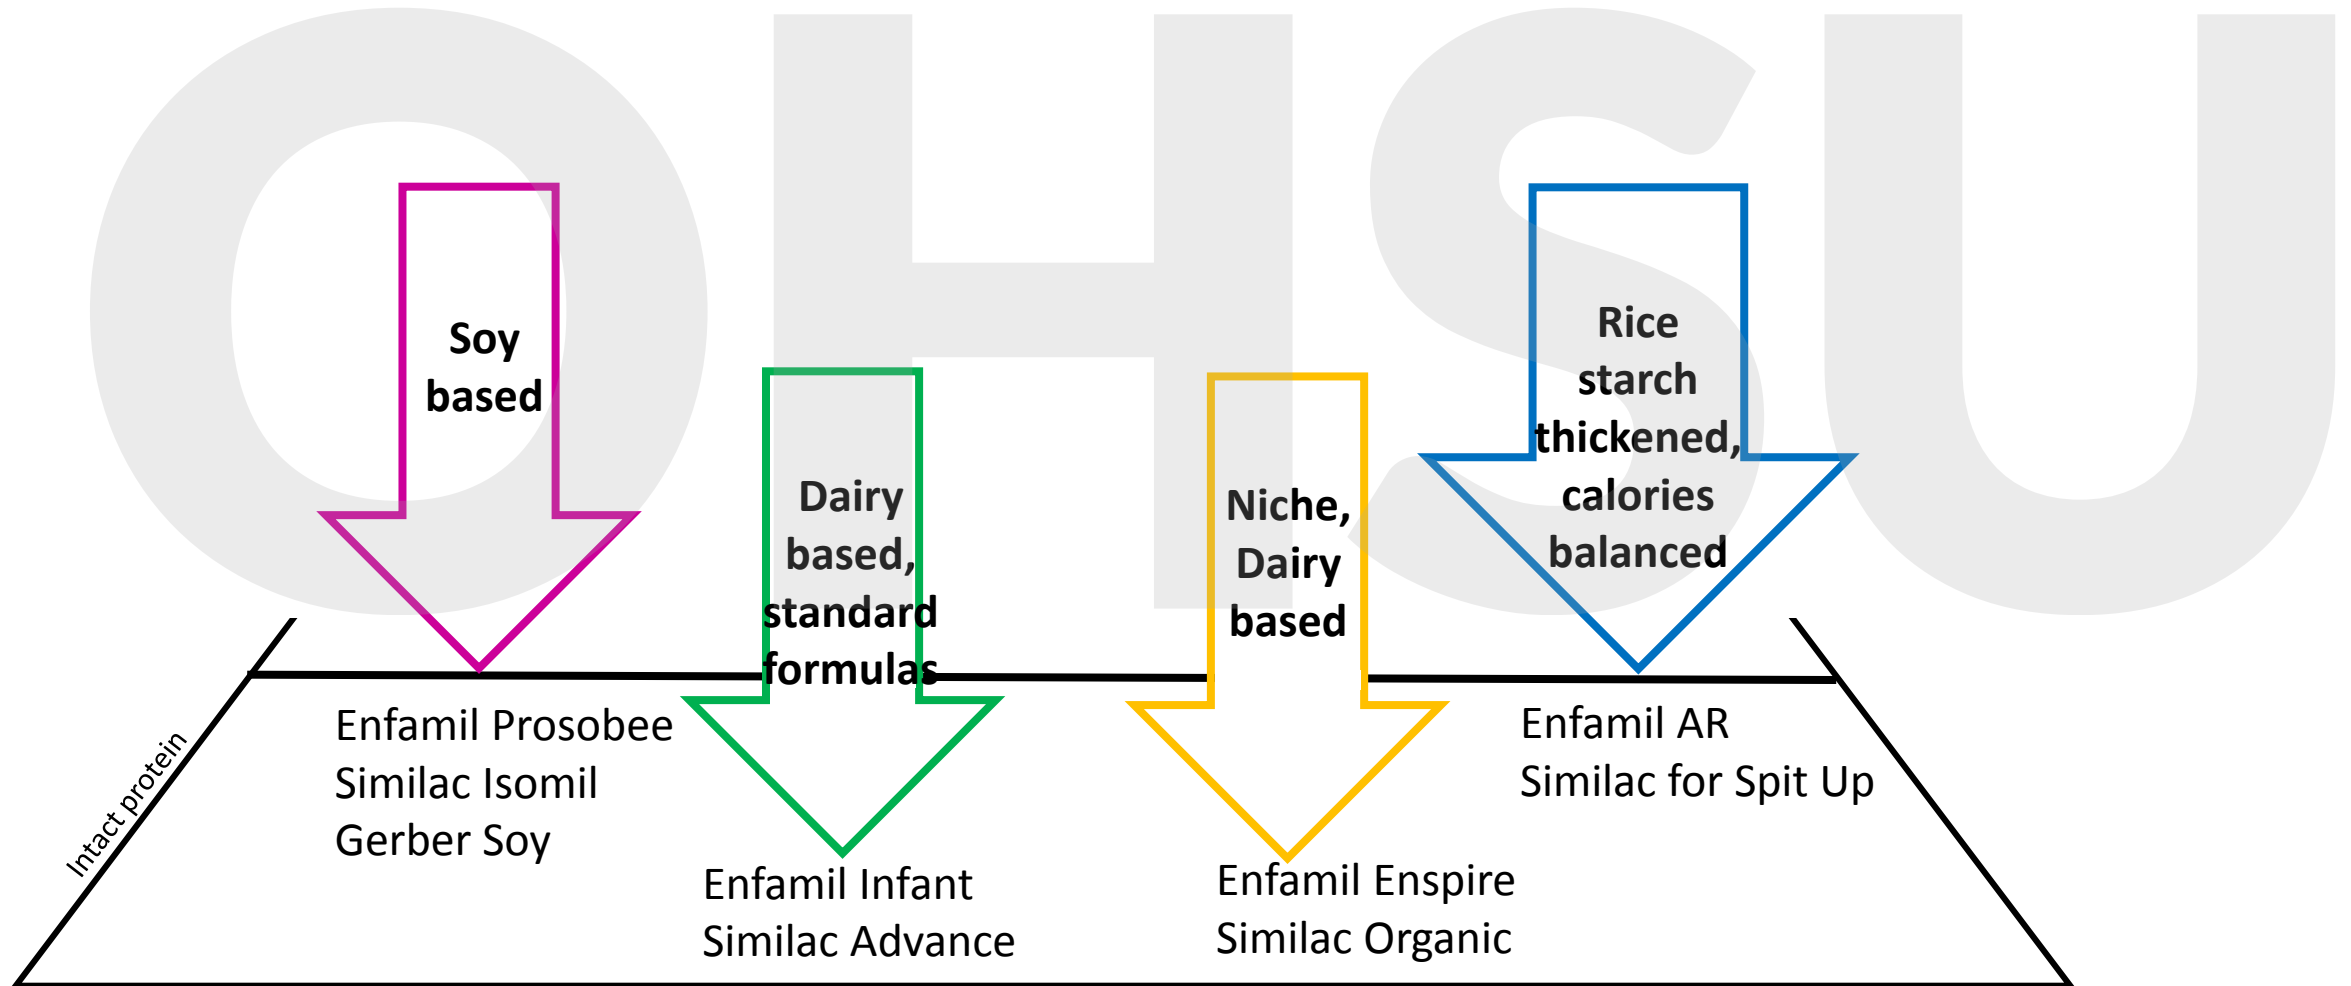 OHSU
Soy
based
Dairy
based,
standard
formulas
Niche,
Dairy
based
Rice
starch
thickened,
calories
balanced
Intact protein
Enfamil Prosobee
Similac Isomil
Gerber Soy
Enfamil Infant
Similac Advance
Enfamil Enspire
Similac Organic
Enfamil AR
Similac for Spit Up